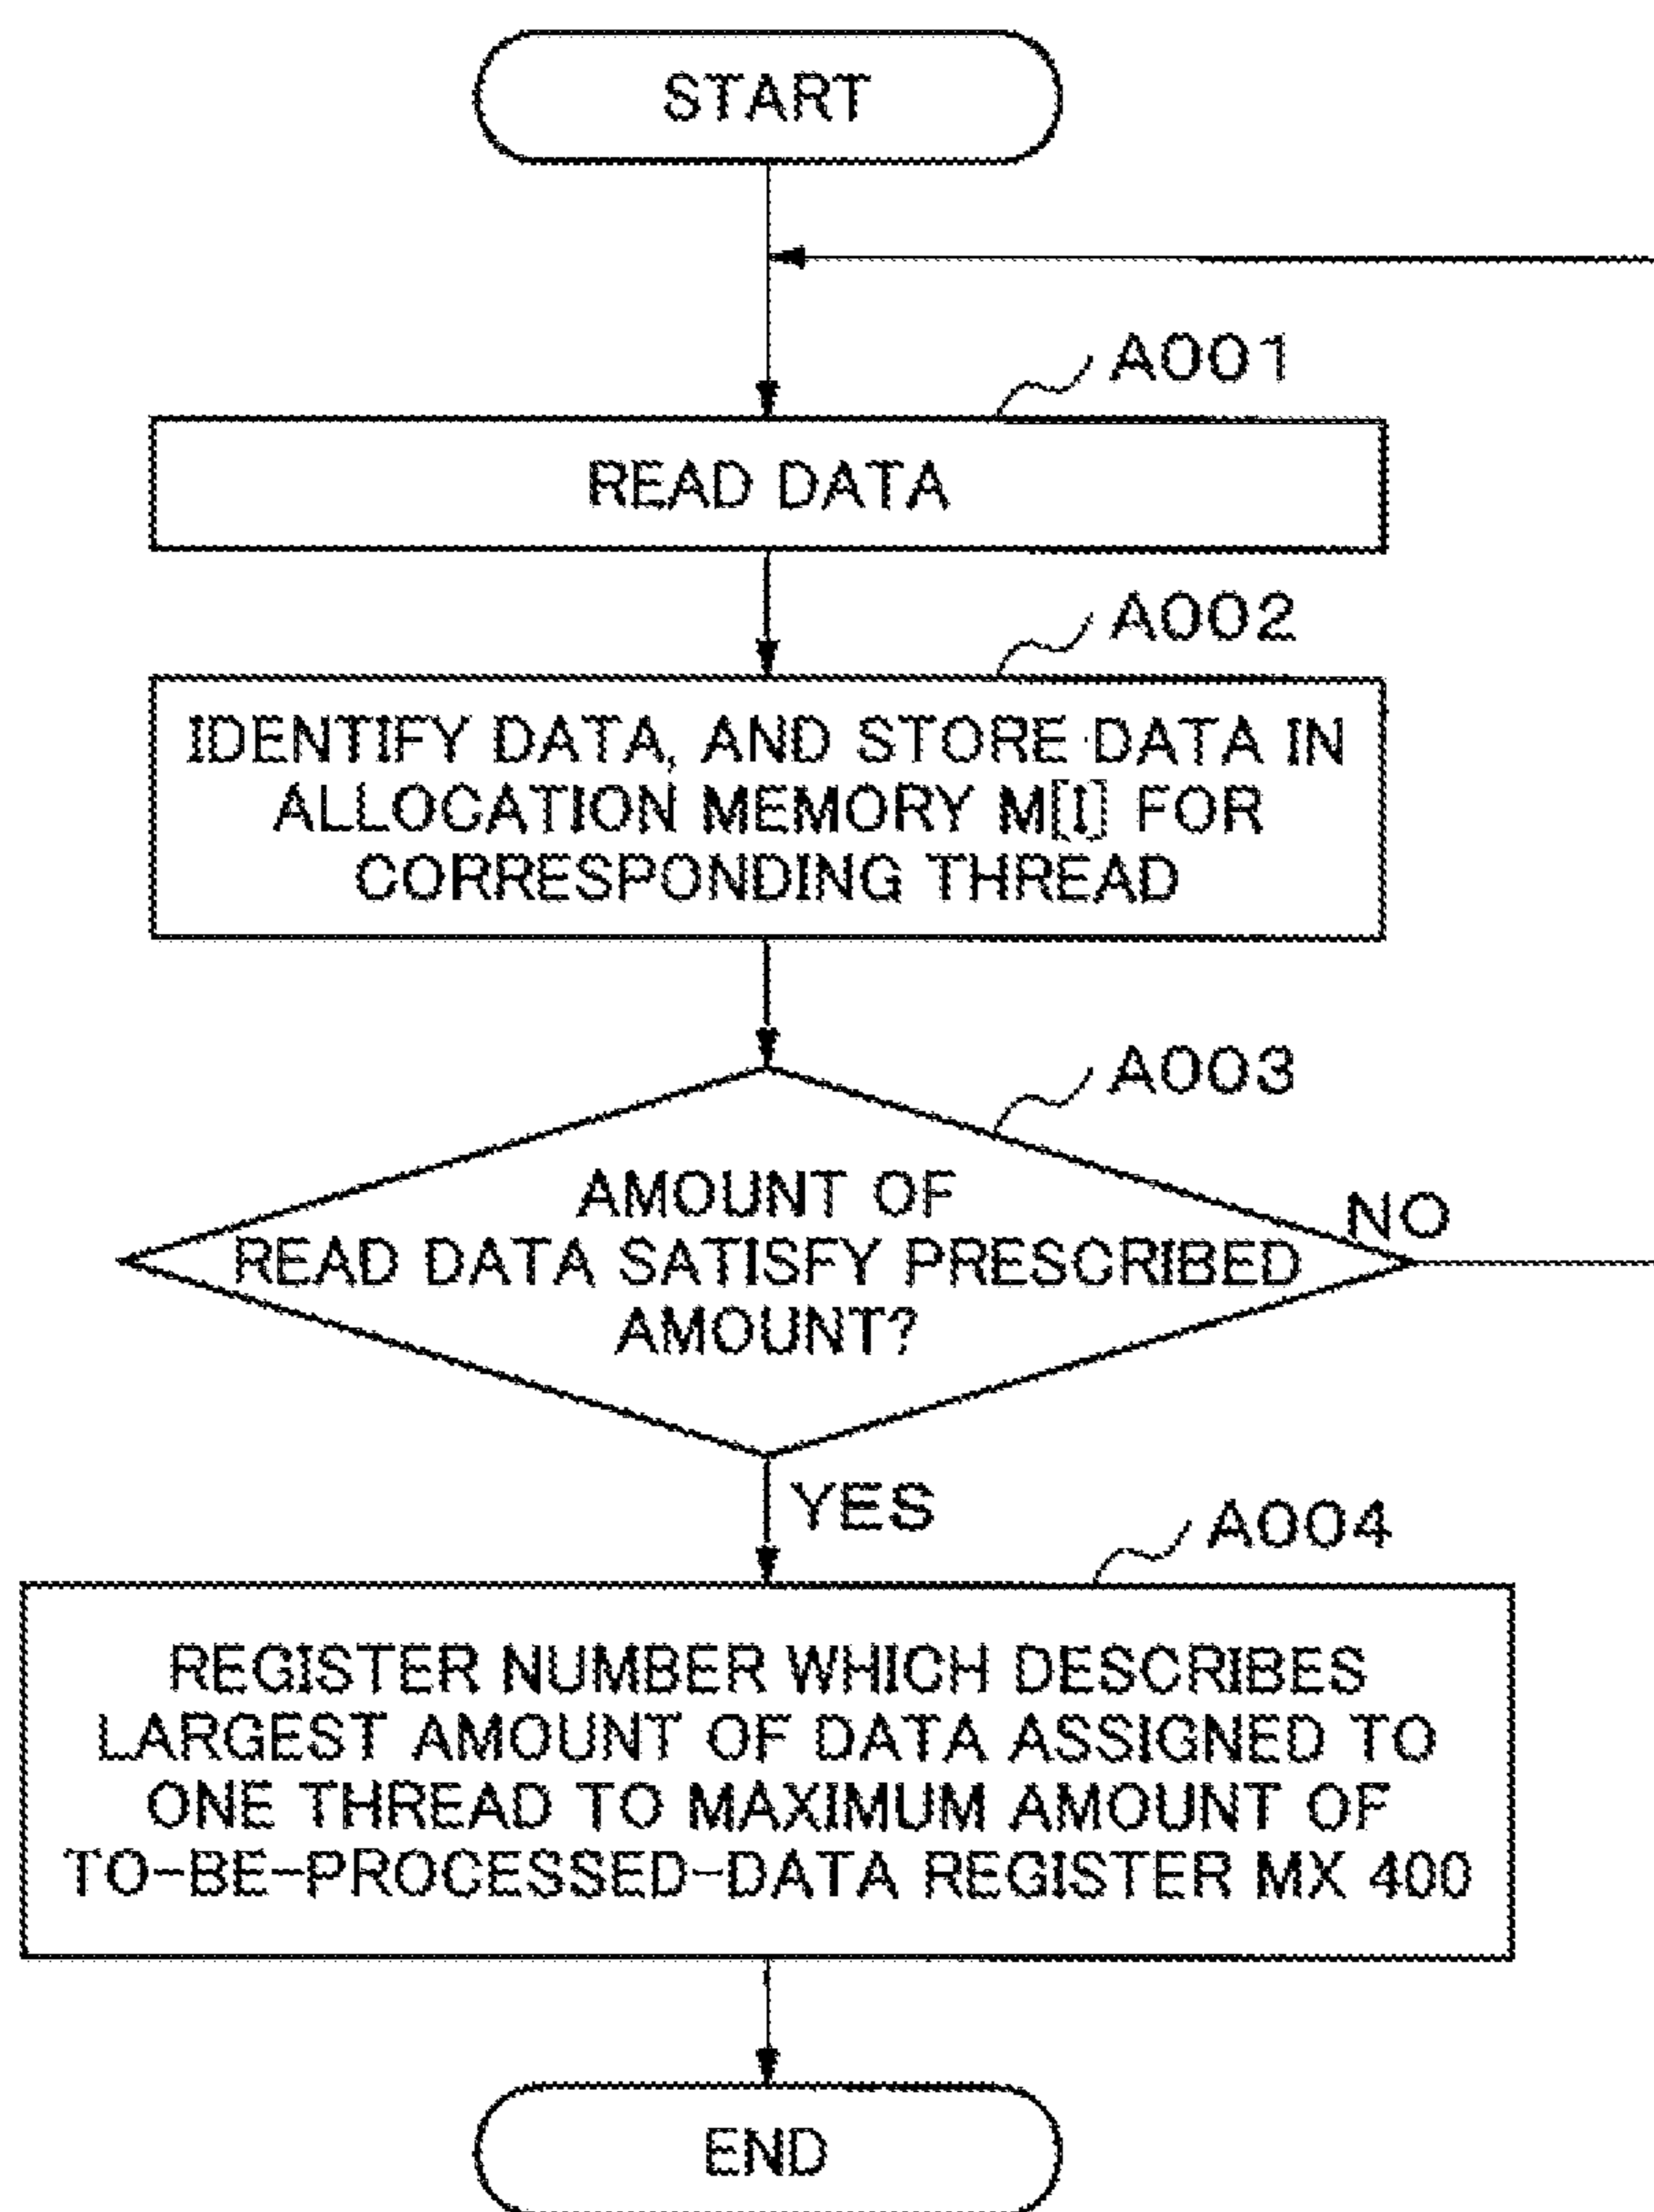 START
A001
READ DATA
A002
IDENTIFY DATA, AND STORE DATA IN
ALLOCATION MEMORY M[I] FOR
CORRESPONDING THREAD
A003
AMOUNT OF
READ DATA SATISFY PRESCRIBED
AMOUNT?
NO
YES
A004
REGISTER NUMBER WHICH DESCRIBES
LARGEST AMOUNT OF DATA ASSIGNED TO
ONE THREAD TO MAXIMUM AMOUNT OF
TO-BE-PROCESSED-DATA REGISTER MX 400
END